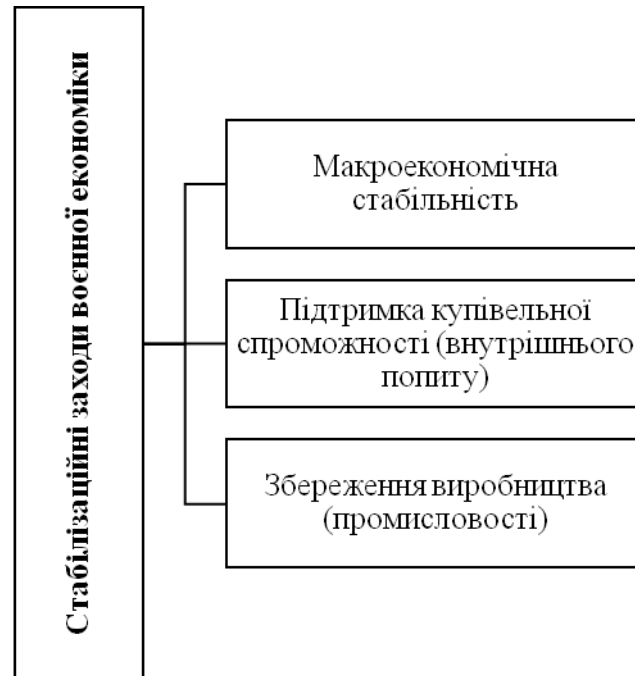 Стабілізаційні заходи воєнної економіки
Макроекономічна
стабільність
Підтримка купівельної
спроможності (внутрішнього
попиту)
Збереження виробництва
(промисловості)